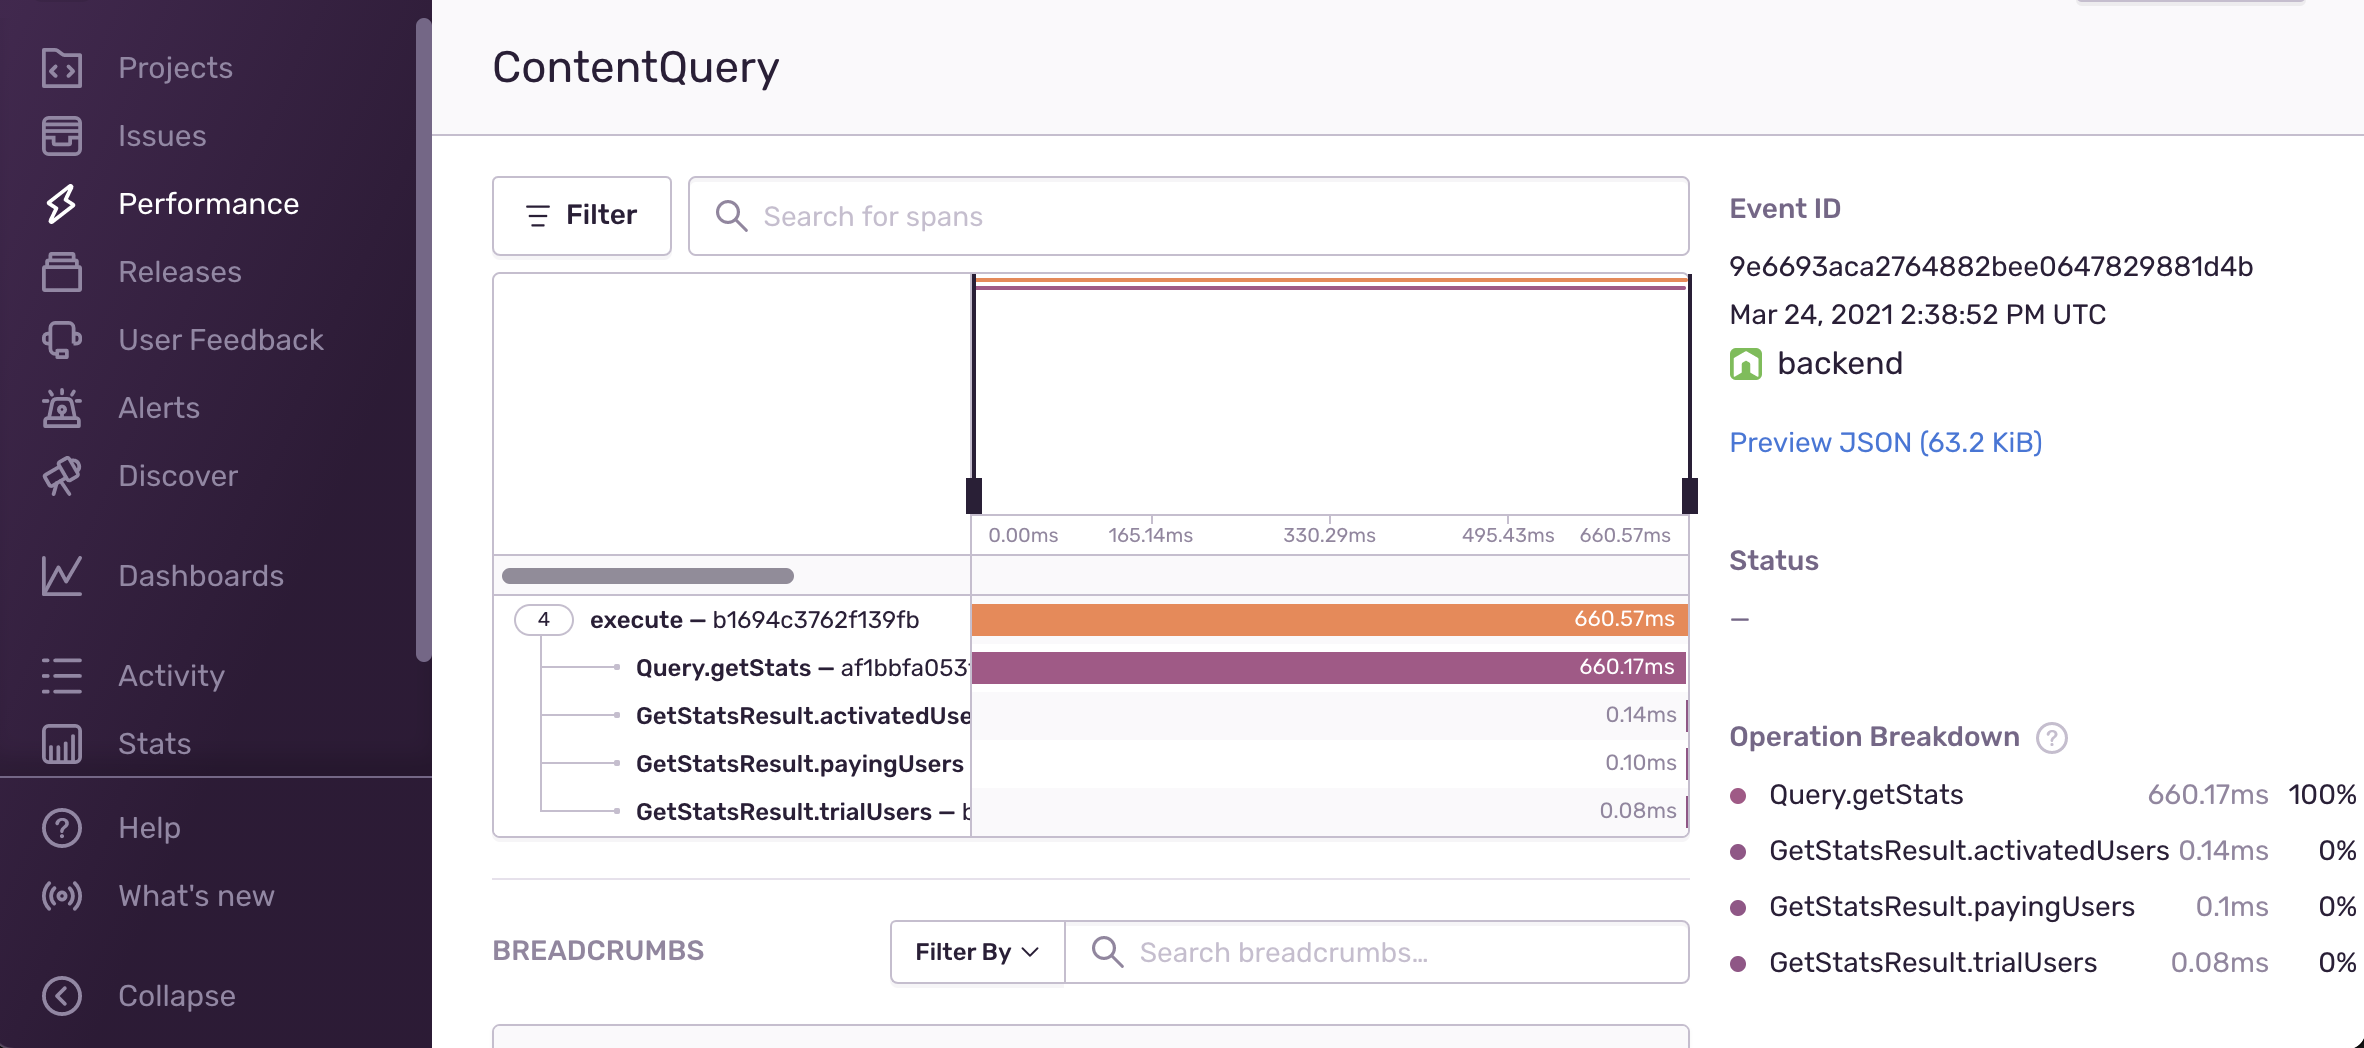 Projects
Issues
Performance
Releases
User Feedback
Alerts
Discover
Dashboards
Activity
Stats
Help
What's new
Collapse
ContentQuery
Filter
Search for spans
0.00ms 165.14ms 330.29ms 495.43ms 660.57ms
4 execute — b1694c3762f139fb 660.57ms
Query.getStats — af1bbfa053 660.17ms
GetStatsResult.activatedUse 0.14ms
GetStatsResult.payingUsers 0.10ms
GetStatsResult.trialUsers — 0.08ms
BREADCRUMBS
Filter By
Search breadcrumbs...
Event ID
9e6693aca2764882bee0647829881d4b
Mar 24, 2021 2:38:52 PM UTC
backend
Preview JSON (63.2 KiB)
Status
—
Operation Breakdown ?
Query.getStats 660.17ms 100%
GetStatsResult.activatedUsers 0.14ms 0%
GetStatsResult.payingUsers 0.1ms 0%
GetStatsResult.trialUsers 0.08ms 0%